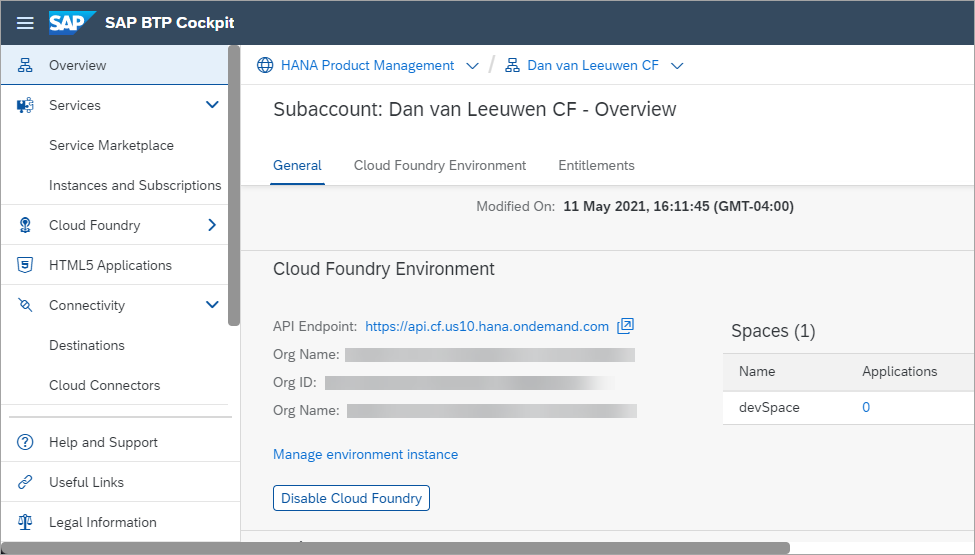 SAP SAP BTP Cockpit
Overview
Services
Service Marketplace
Instances and Subscriptions
Cloud Foundry
5 HTML5 Applications
Connectivity
Destinations
Cloud Connectors
? Help and Support
Useful Links
Legal Information
HANA Product Management / Dan van Leeuwen CF
Subaccount: Dan van Leeuwen CF - Overview
General Cloud Foundry Environment Entitlements
Modified On: 11 May 2021, 16:11:45 (GMT-04:00)
Cloud Foundry Environment
API Endpoint: https://api.cf.us10.hana.ondemand.com
Org Name:
Org ID:
Org Name:
Manage environment instance
Disable Cloud Foundry
Spaces (1)
Name Applications
devSpace 0